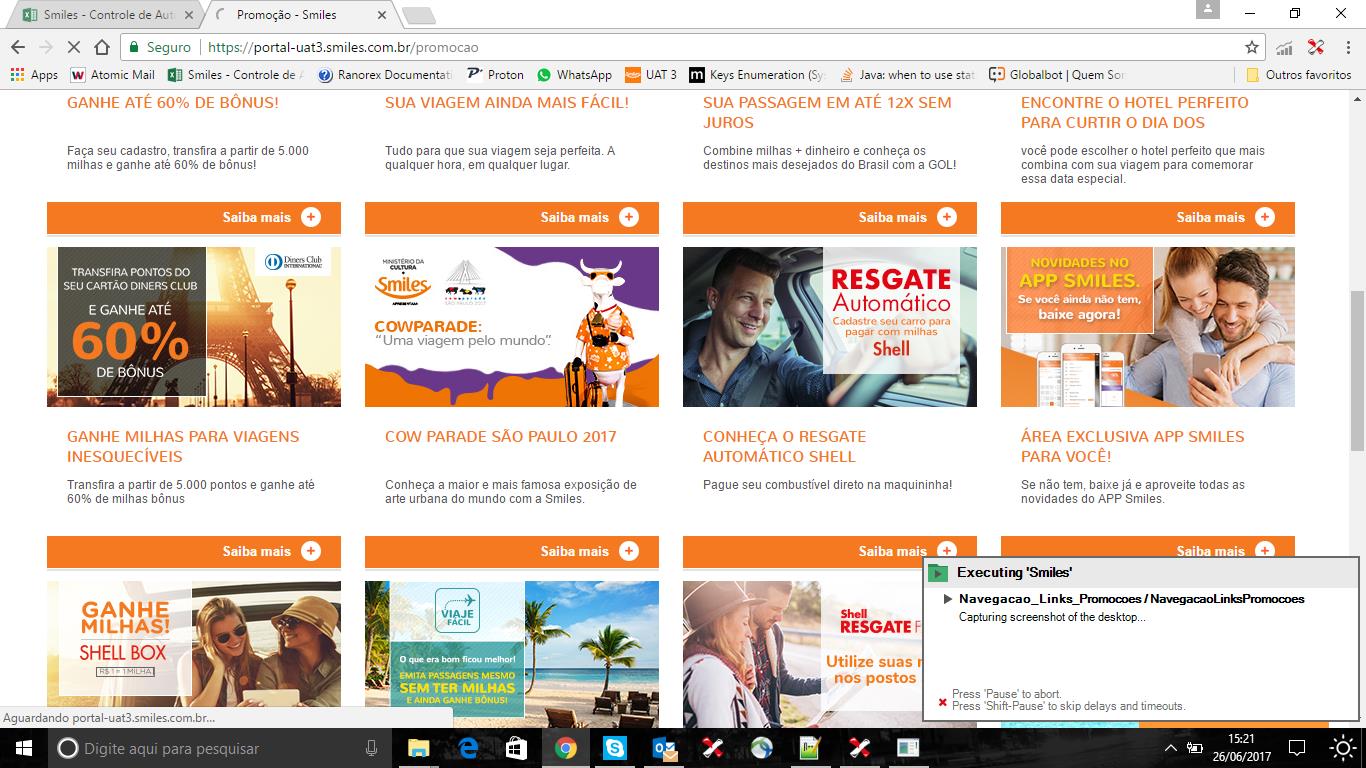 Smiles - Controle de Aut
Promoção - Smiles
Seguro
https://portal-uat3.smiles.com.br/promocao
Apps
Atomic Mail
Smiles - Controle de A
Ranorex Documentati
Proton
WhatsApp
UAT 3
Keys Enumeration (Sy
Java: when to use stat
Globalbot | Quem Som
Outros favoritos
GANHE ATÉ 60% DE BÔNUS!
Faça seu cadastro, transfira a partir de 5.000
milhas e ganhe até 60% de bônus!
Saiba mais
SUA VIAGEM AINDA MAIS FÁCIL!
Tudo para que sua viagem seja perfeita. A
qualquer hora, em qualquer lugar.
Saiba mais
SUA PASSAGEM EM ATÉ 12X SEM
JUROS
Combine milhas + dinheiro e conheça os
destinos mais desejados do Brasil com a GOL!
Saiba mais
ENCONTRE O HOTEL PERFEITO
PARA CURTIR O DIA DOS
você pode escolher o hotel perfeito que mais
combina com sua viagem para comemorar
essa data especial.
Saiba mais
TRANSFIRA PONTOS DO
SEU CARTÃO DINERS CLUB
E GANHE ATÉ
60%
DE BÔNUS
Diners Club
INTERNATIONAL
GANHE MILHAS PARA VIAGENS
INESQUECÍVEIS
Transfira a partir de 5.000 pontos e ganhe até
60% de milhas bônus
Saiba mais
MINISTÉRIO DA
CULTURA
Smiles
APRESENTAM
cowparade
SÃO PAULO 2017
COWPARADE:
"Uma viagem pelo mundo".
COW PARADE SÃO PAULO 2017
Conheça a maior e mais famosa exposição de
arte urbana do mundo com a Smiles.
Saiba mais
RESGATE
Automático
Cadastre seu carro para
pagar com milhas
Shell
CONHEÇA O RESGATE
AUTOMÁTICO SHELL
Pague seu combustível direto na maquininha!
Saiba mais
NOVIDADES NO
APP SMILES.
Se você ainda não tem,
baixe agora!
ÁREA EXCLUSIVA APP SMILES
PARA VOCÊ!
Se não tem, baixe já e aproveite todas as
novidades do APP Smiles.
Saiba mais
GANHE
MILHAS!
SHELL BOX
R$ 1 = 1 MILHA
VIAJE
FÁCIL
O que era bom ficou melhor!
EMITA PASSAGENS MESMO
SEM TER MILHAS
E AINDA GANHE BÔNUS!
Shell
RESGATE F
Utilize suas m
nos postos
Executing 'Smiles'
Navegacao_Links_Promocoes / NavegacaoLinksPromocoes
Capturing screenshot of the desktop...
Press 'Pause' to abort.
Press 'Shift-Pause' to skip delays and timeouts.
Aguardando portal-uat3.smiles.com.br...
Digite aqui para pesquisar
15:21
26/06/2017